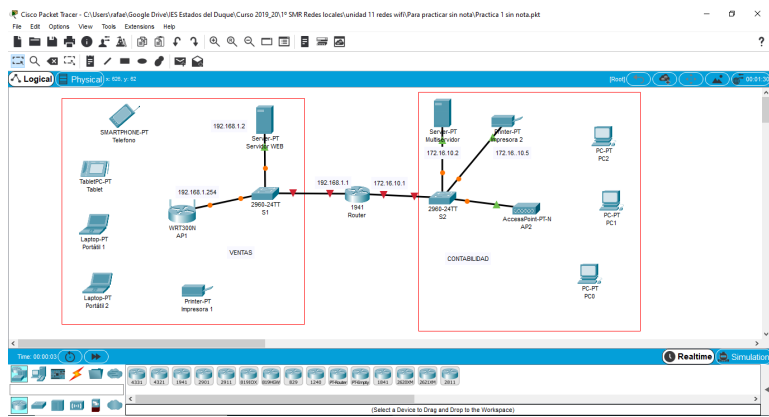 Cisco Packet Tracer - C:\Users\rafae\Google Drive\IES Estados del Duque\Curso 2019_20\1º SMR Redes locales\unidad 11 redes wifi\Para practicar sin nota\Practica 1 sin nota.pkt
File Edit Options View Tools Extensions Help
?
Logical Physical x: 628, y: 62 [Root] 00:01:30
SMARTPHONE-PT
Telefono
192.168.1.2
Server-PT
Servidor WEB
TabletPC-PT
Tablet
192.168.1.254
WRT300N
AP1
2960-24TT
S1
Laptop-PT
Portátil 1
VENTAS
Laptop-PT
Portátil 2
Printer-PT
Impresora 1
192.168.1.1
172.16.10.1
1941
Router
Server-PT
Multiservidor
172.16.10.2
Printer-PT
Impresora 2
172.16..10.5
2960-24TT
S2
AccessPoint-PT-N
AP2
CONTABILIDAD
PC-PT
PC2
PC-PT
PC1
PC-PT
PC0
Time: 00:00:03 Realtime Simulation
4331 4321 1941 2901 2911 819IOX 819HGW 829 1240 PT-Router PT-Empty 1841 2620XM 2621XM 2811
(Select a Device to Drag and Drop to the Workspace)